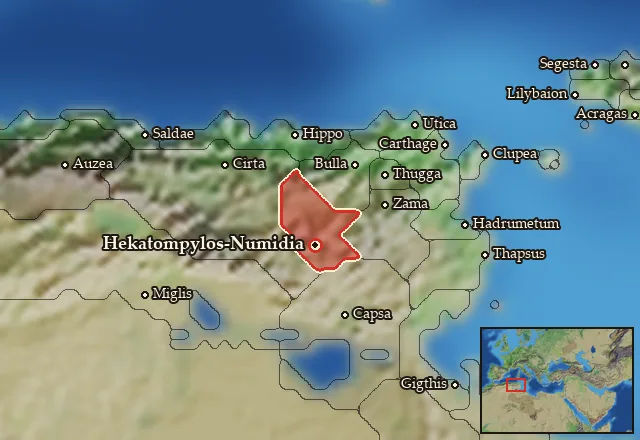 Segesta
Lilybaion
Acragas
Utica
Saldae
Hippo
Carthage
Clupea
Auzea
Cirta
Bulla
Thugga
Zama
Hadrumetum
Hekatompylos-Numidia
Thapsus
Miglis
Capsa
Gigthis